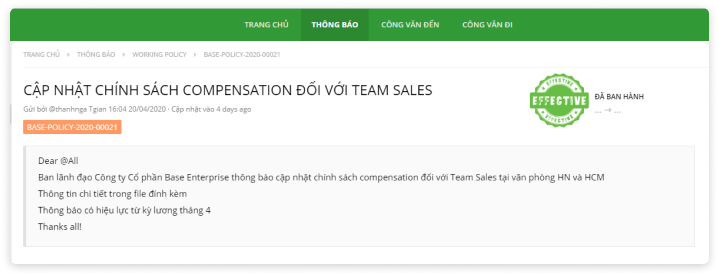 TRANG CHỦ THÔNG BÁO CÔNG VĂN ĐẾN CÔNG VĂN ĐI
TRANG CHỦ › THÔNG BÁO › WORKING POLICY › BASE-POLICY-2020-00021
CẬP NHẬT CHÍNH SÁCH COMPENSATION ĐỐI VỚI TEAM SALES
Gửi bởi @thanhnga Tgian 16:04 20/04/2020 · Cập nhật vào 4 days ago
BASE-POLICY-2020-00021
EFFECTIVE
EFFECTIVE
EFFECTIVE
ĐÃ BAN HÀNH
... → ...
Dear @All
Ban lãnh đạo Công ty Cổ phần Base Enterprise thông báo cập nhật chính sách compensation đối với Team Sales tại văn phòng HN và HCM
Thông tin chi tiết trong file đính kèm
Thông báo có hiệu lực từ kỳ lương tháng 4
Thanks all!